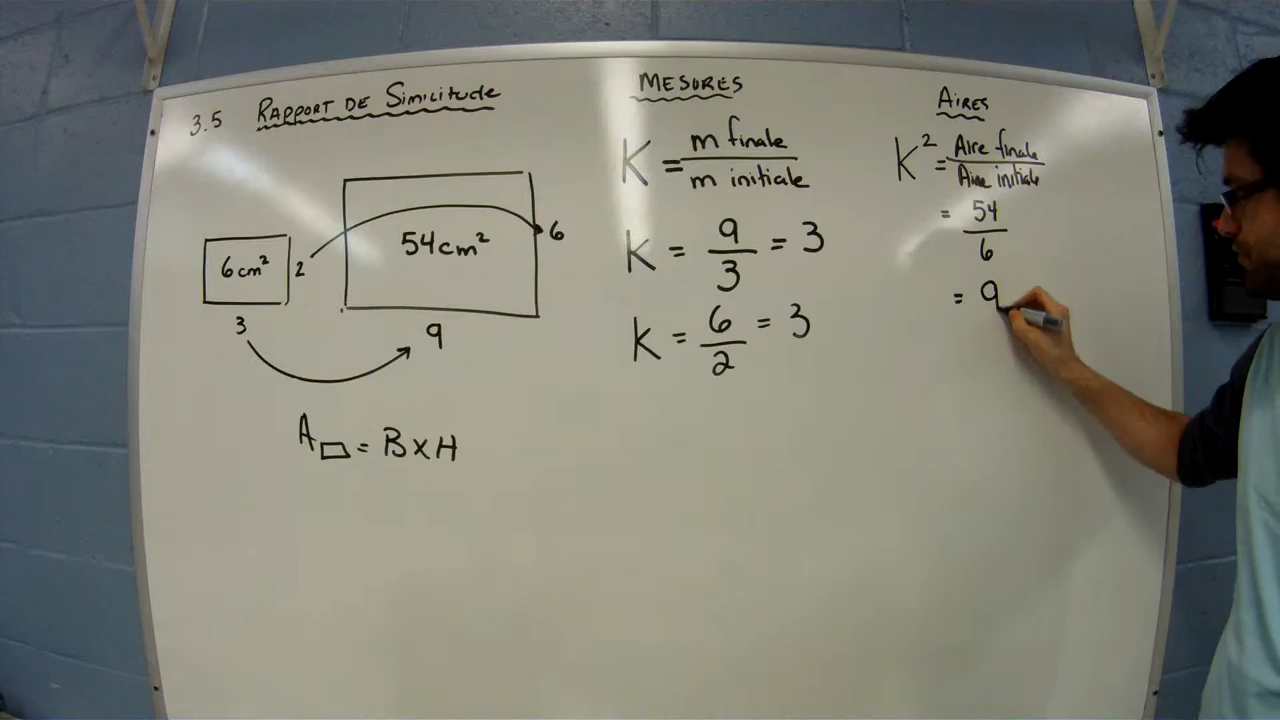 3.5 RAPPORT DE SIMILITUDE
6cm²
2
3
54cm²
6
9
A▱ = B x H
MESURES
K = m finale / m initiale
K = 9/3 = 3
K = 6/2 = 3
AIRES
K² = Aire finale / Aire initiale
= 54/6
= 9